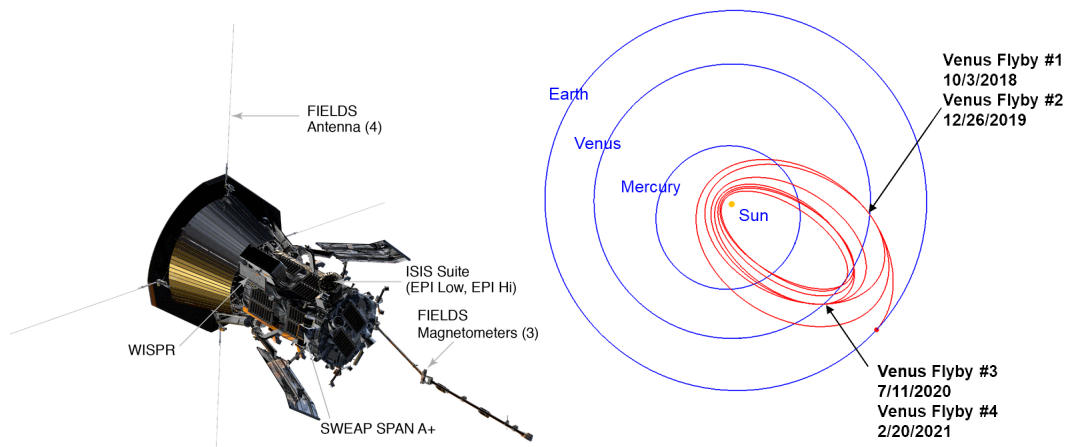 FIELDS
Antenna (4)
ISIS Suite
(EPI Low, EPI Hi)
FIELDS
Magnetometers (3)
WISPR
SWEAP SPAN A+
Earth
Venus
Mercury
Sun
Venus Flyby #1
10/3/2018
Venus Flyby #2
12/26/2019
Venus Flyby #3
7/11/2020
Venus Flyby #4
2/20/2021